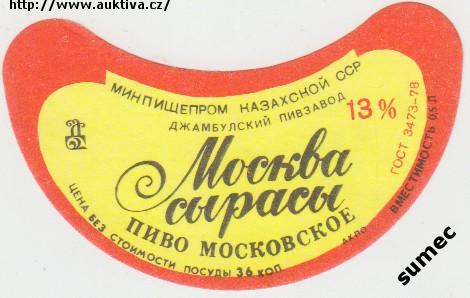 http://www.auktiva.cz/
МИНПИЩЕПРОМ КАЗАХСКОЙ ССР
ДЖАМБУЛСКИЙ ПИВЗАВОД
13%
Москва
сырасы
ПИВО МОСКОВСКОЕ
ЦЕНА БЕЗ СТОИМОСТИ ПОСУДЫ 36 КОП
ГОСТ 3473-78
ВМЕСТИМОСТЬ 0,5 Л
sumec